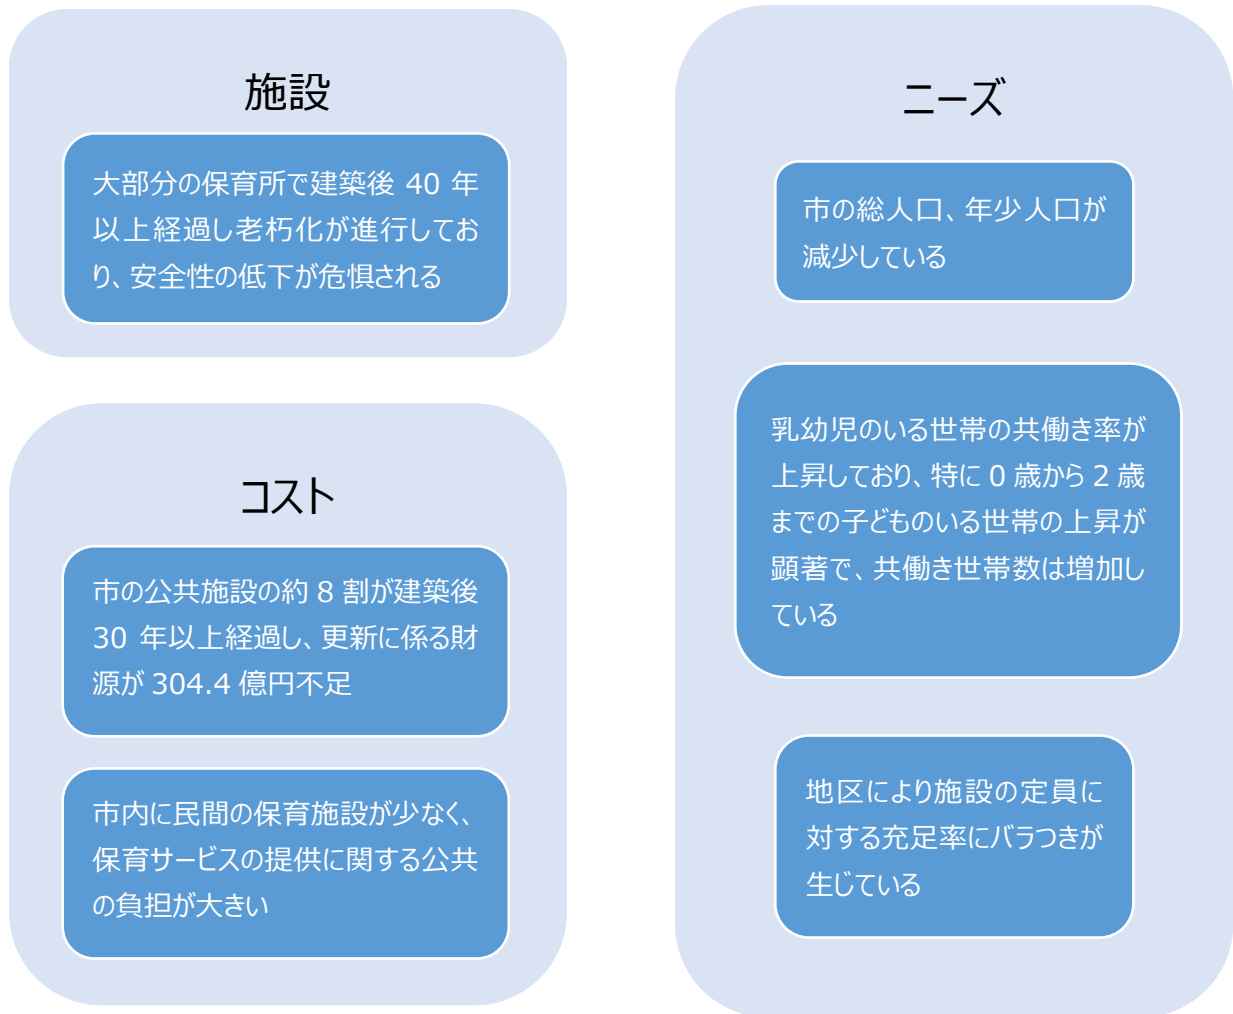 施設
大部分の保育所で建築後 40 年
以上経過し老朽化が進行してお
り、安全性の低下が危惧される
コスト
市の公共施設の約 8 割が建築後
30 年以上経過し、更新に係る財
源が 304.4 億円不足
市内に民間の保育施設が少なく、
保育サービスの提供に関する公共
の負担が大きい
ニーズ
市の総人口、年少人口が
減少している
乳幼児のいる世帯の共働き率が
上昇しており、特に 0 歳から 2 歳
までの子どものいる世帯の上昇が
顕著で、共働き世帯数は増加し
ている
地区により施設の定員に
対する充足率にバラつきが
生じている